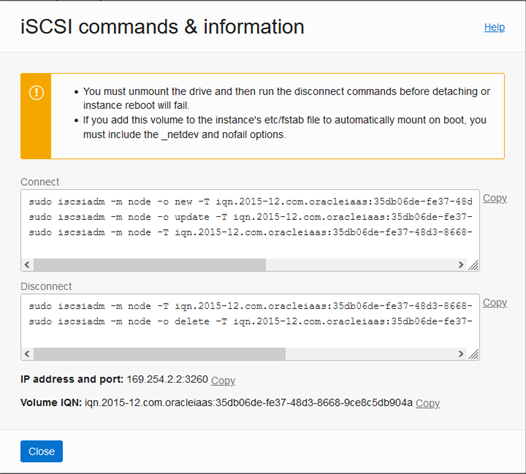 iSCSI commands & information
Help
You must unmount the drive and then run the disconnect commands before detaching or
instance reboot will fail.
If you add this volume to the instance's etc/fstab file to automatically mount on boot, you
must include the _netdev and nofail options.
Connect
sudo iscsiadm -m node -o new -T iqn.2015-12.com.oracleiaas:35db06de-fe37-48d
sudo iscsiadm -m node -o update -T iqn.2015-12.com.oracleiaas:35db06de-fe37-
sudo iscsiadm -m node -T iqn.2015-12.com.oracleiaas:35db06de-fe37-48d3-8668-
Copy
Disconnect
sudo iscsiadm -m node -T iqn.2015-12.com.oracleiaas:35db06de-fe37-48d3-8668-
sudo iscsiadm -m node -o delete -T iqn.2015-12.com.oracleiaas:35db06de-fe37-
Copy
IP address and port: 169.254.2.2:3260 Copy
Volume IQN: iqn.2015-12.com.oracleiaas:35db06de-fe37-48d3-8668-9ce8c5db904a Copy
Close